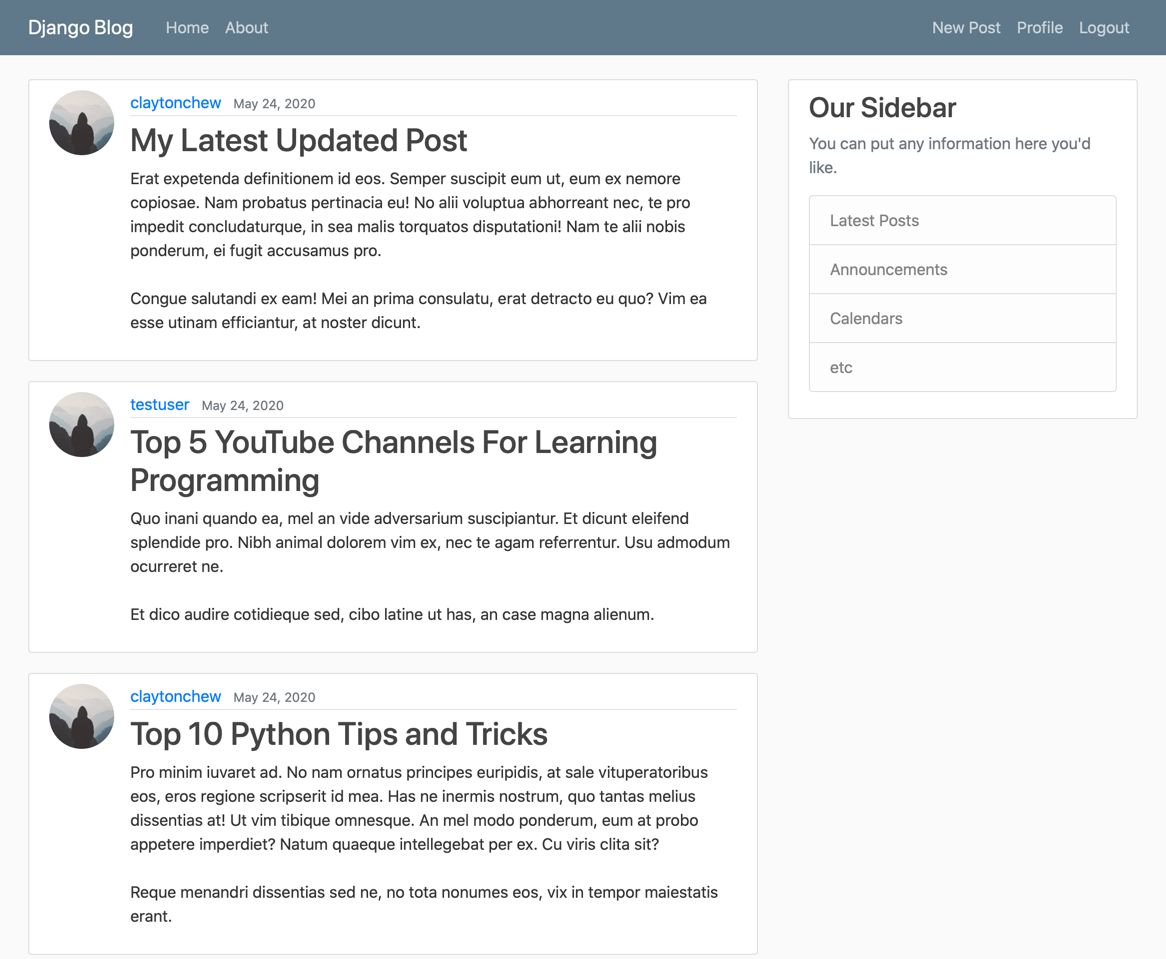 Django Blog Home About New Post Profile Logout
claytonchew May 24, 2020
My Latest Updated Post
Erat expetenda definitionem id eos. Semper suscipit eum ut, eum ex nemore
copiosae. Nam probatus pertinacia eu! No alii voluptua abhorreant nec, te pro
impedit concludaturque, in sea malis torquatos disputationi! Nam te alii nobis
ponderum, ei fugit accusamus pro.
Congue salutandi ex eam! Mei an prima consulatu, erat detracto eu quo? Vim ea
esse utinam efficiantur, at noster dicunt.
testuser May 24, 2020
Top 5 YouTube Channels For Learning
Programming
Quo inani quando ea, mel an vide adversarium suscipiantur. Et dicunt eleifend
splendide pro. Nibh animal dolorem vim ex, nec te agam referrentur. Usu admodum
ocurreret ne.
Et dico audire cotidieque sed, cibo latine ut has, an case magna alienum.
claytonchew May 24, 2020
Top 10 Python Tips and Tricks
Pro minim iuvaret ad. No nam ornatus principes euripidis, at sale vituperatoribus
eos, eros regione scripserit id mea. Has ne inermis nostrum, quo tantas melius
dissentias at! Ut vim tibique omnesque. An mel modo ponderum, eum at probo
appetere imperdiet? Natum quaeque intellegebat per ex. Cu viris clita sit?
Reque menandri dissentias sed ne, no tota nonumes eos, vix in tempor maiestatis
erant.
Our Sidebar
You can put any information here you'd
like.
Latest Posts
Announcements
Calendars
etc